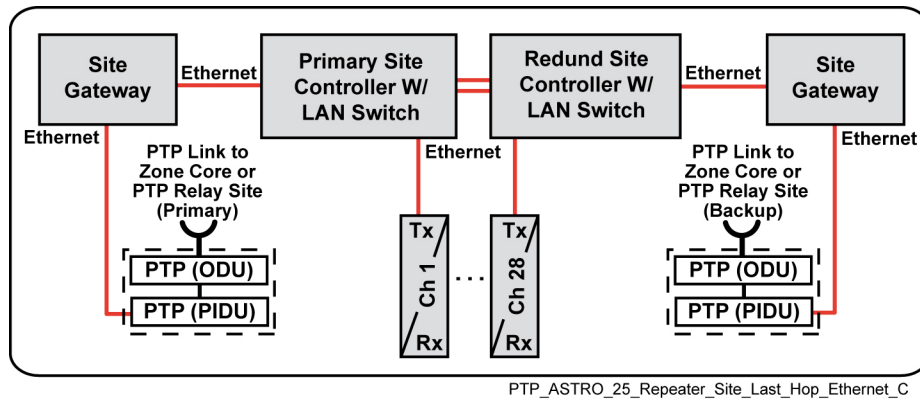 Site
Gateway
Ethernet
Primary Site
Controller W/
LAN Switch
Redund Site
Controller W/
LAN Switch
Ethernet
Site
Gateway
Ethernet
Ethernet
Ethernet
PTP Link to
Zone Core or
PTP Relay Site
(Primary)
PTP (ODU)
PTP (PIDU)
Tx
Ch 1
Rx
. . .
Tx
Ch 28
Rx
PTP Link to
Zone Core or
PTP Relay Site
(Backup)
PTP (ODU)
PTP (PIDU)
PTP_ASTRO_25_Repeater_Site_Last_Hop_Ethernet_C